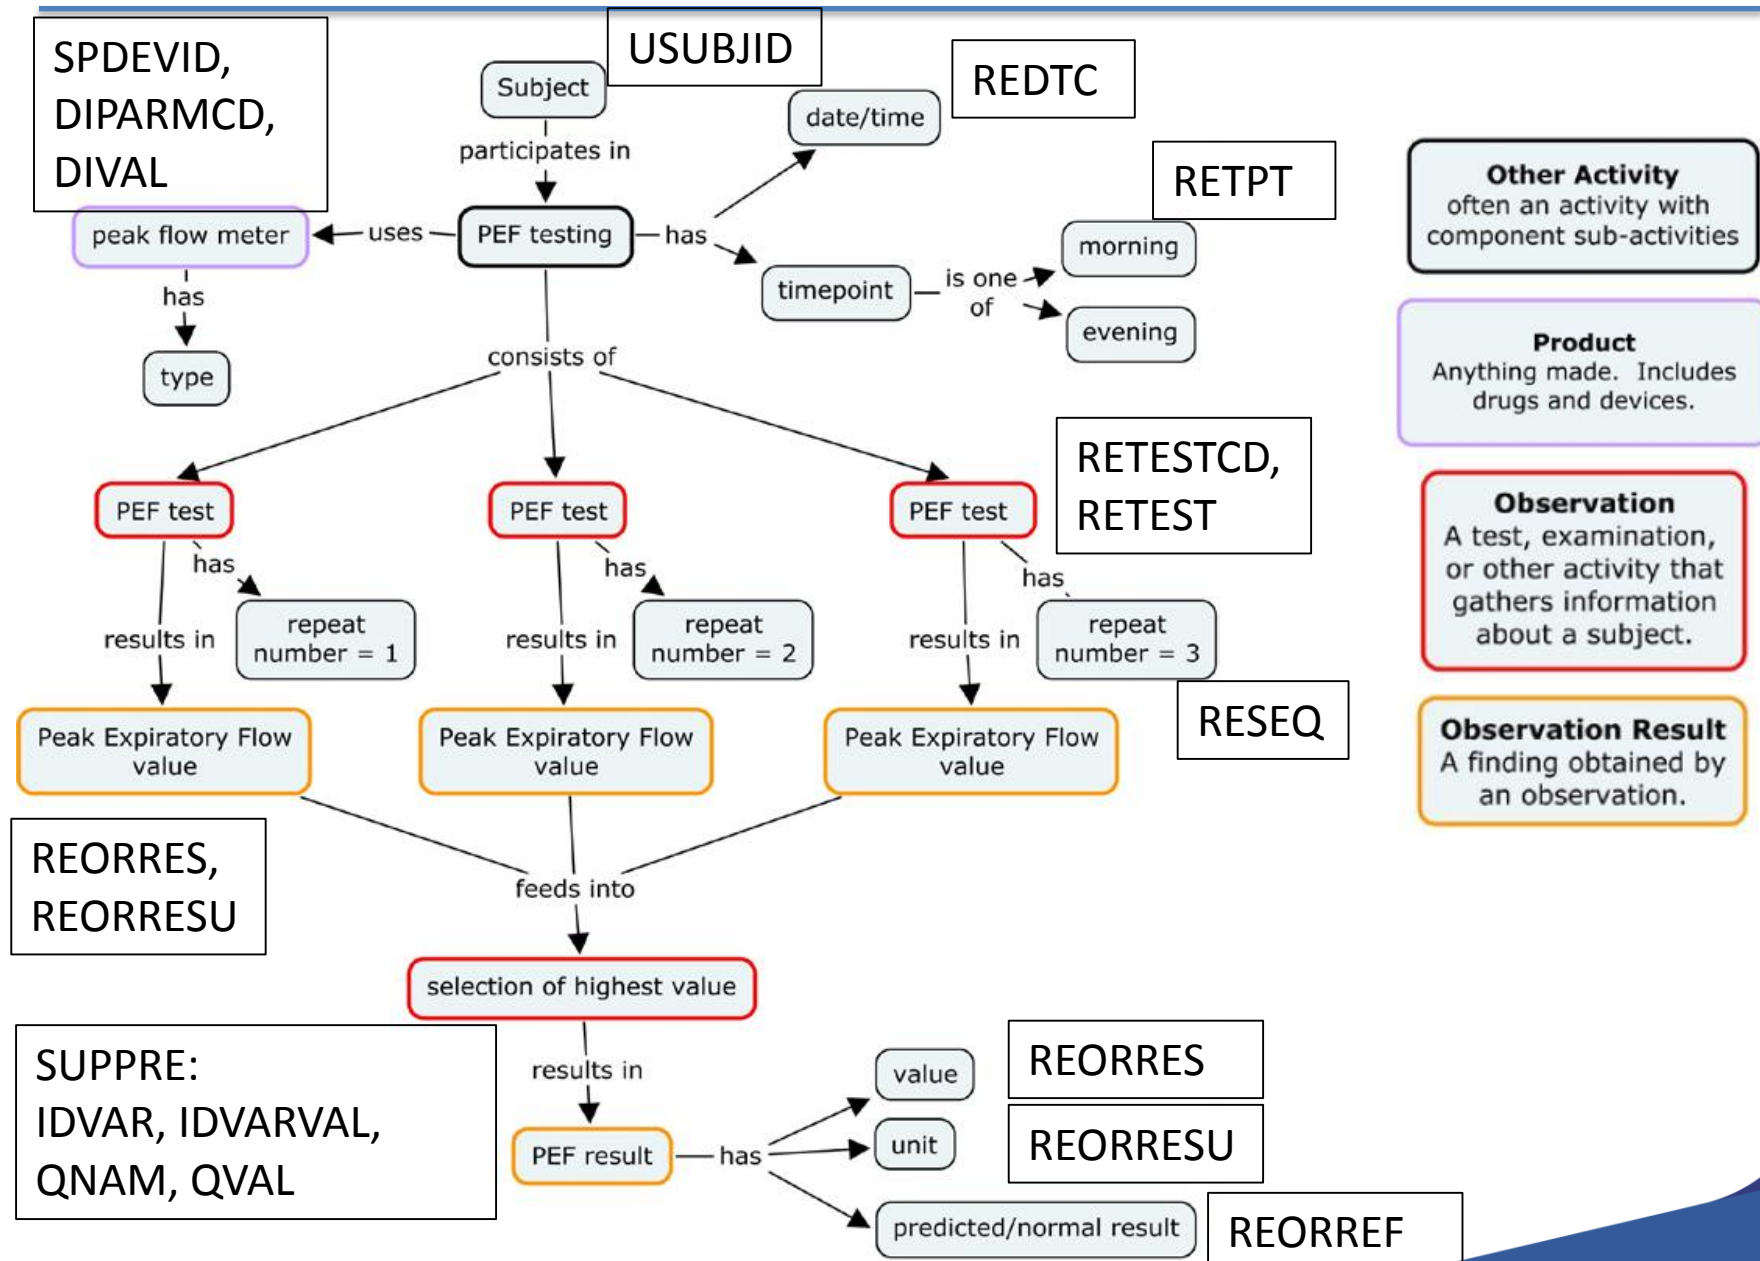 SPDEVID,
DIPARMCD,
DIVAL
USUBJID
REDTC
Subject
date/time
participates in
RETPT
peak flow meter
uses
PEF testing
has
morning
timepoint
is one
of
evening
has
type
consists of
RETESTCD,
RETEST
PEF test
PEF test
PEF test
has
has
has
results in
repeat
number = 1
results in
repeat
number = 2
results in
repeat
number = 3
RESEQ
Peak Expiratory Flow
value
Peak Expiratory Flow
value
Peak Expiratory Flow
value
REORRES,
REORRESU
feeds into
selection of highest value
SUPPRE:
IDVAR, IDVARVAL,
QNAM, QVAL
results in
PEF result
has
value
REORRES
unit
REORRESU
predicted/normal result
REORREF
Other Activity
often an activity with
component sub-activities
Product
Anything made. Includes
drugs and devices.
Observation
A test, examination,
or other activity that
gathers information
about a subject.
Observation Result
A finding obtained by
an observation.